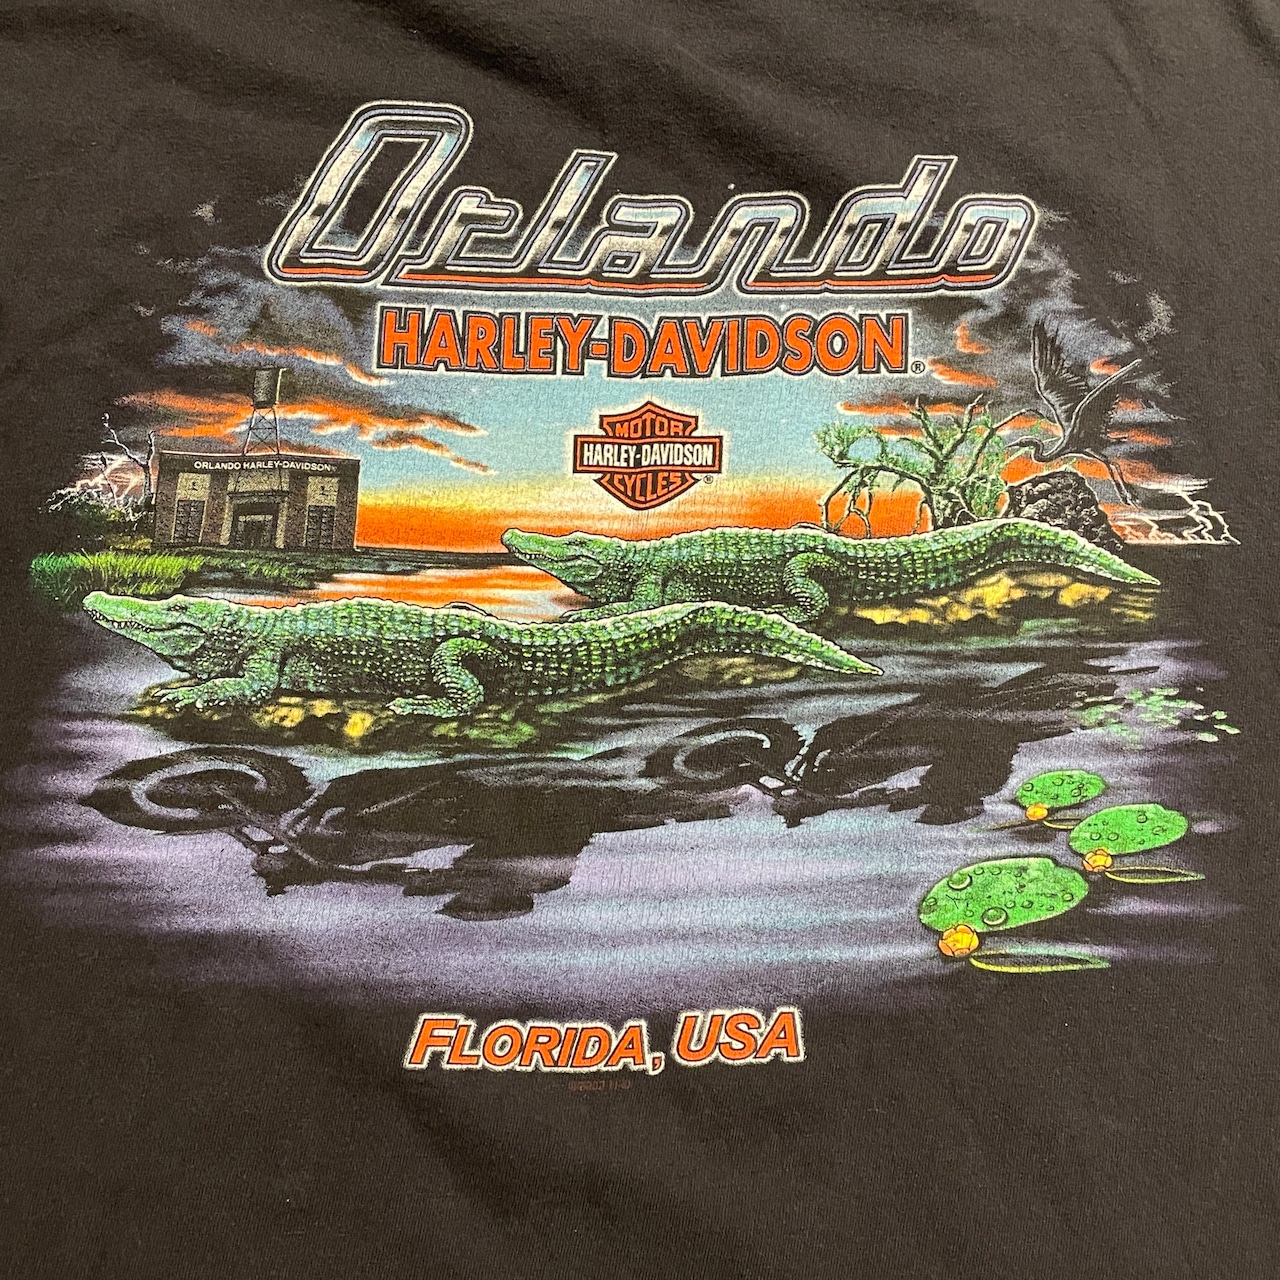 Orlando
HARLEY-DAVIDSON®
MOTOR
HARLEY-DAVIDSON
CYCLES®
ORLANDO HARLEY-DAVIDSON
FLORIDA, USA